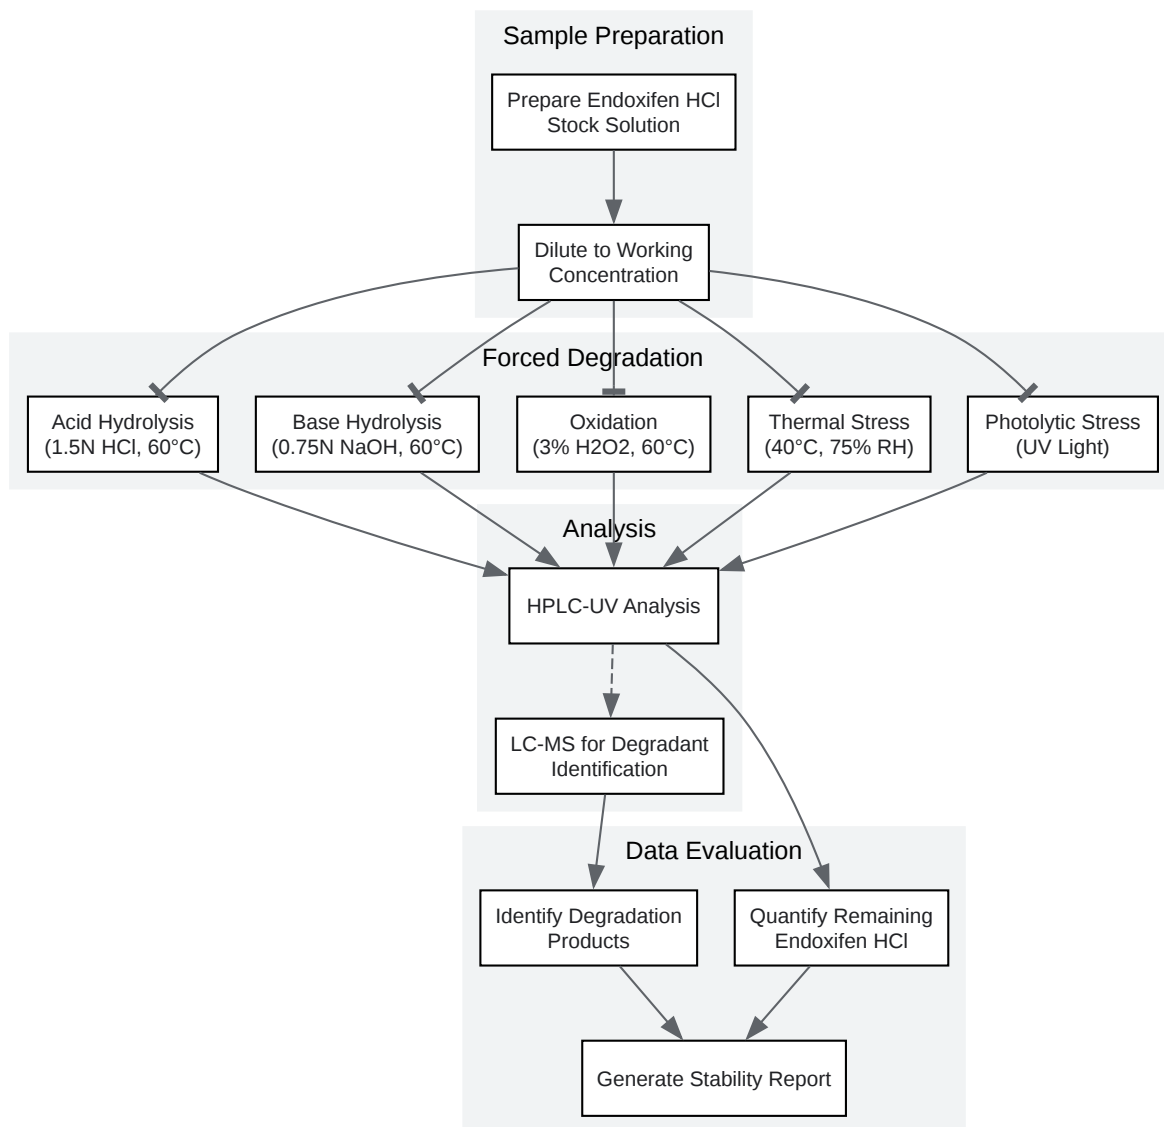 Sample Preparation
Prepare Endoxifen HCl
Stock Solution
Dilute to Working
Concentration
Forced Degradation
Acid Hydrolysis
(1.5N HCl, 60°C)
Base Hydrolysis
(0.75N NaOH, 60°C)
Oxidation
(3% H2O2, 60°C)
Thermal Stress
(40°C, 75% RH)
Photolytic Stress
(UV Light)
Analysis
HPLC-UV Analysis
LC-MS for Degradant
Identification
Data Evaluation
Identify Degradation
Products
Quantify Remaining
Endoxifen HCl
Generate Stability Report